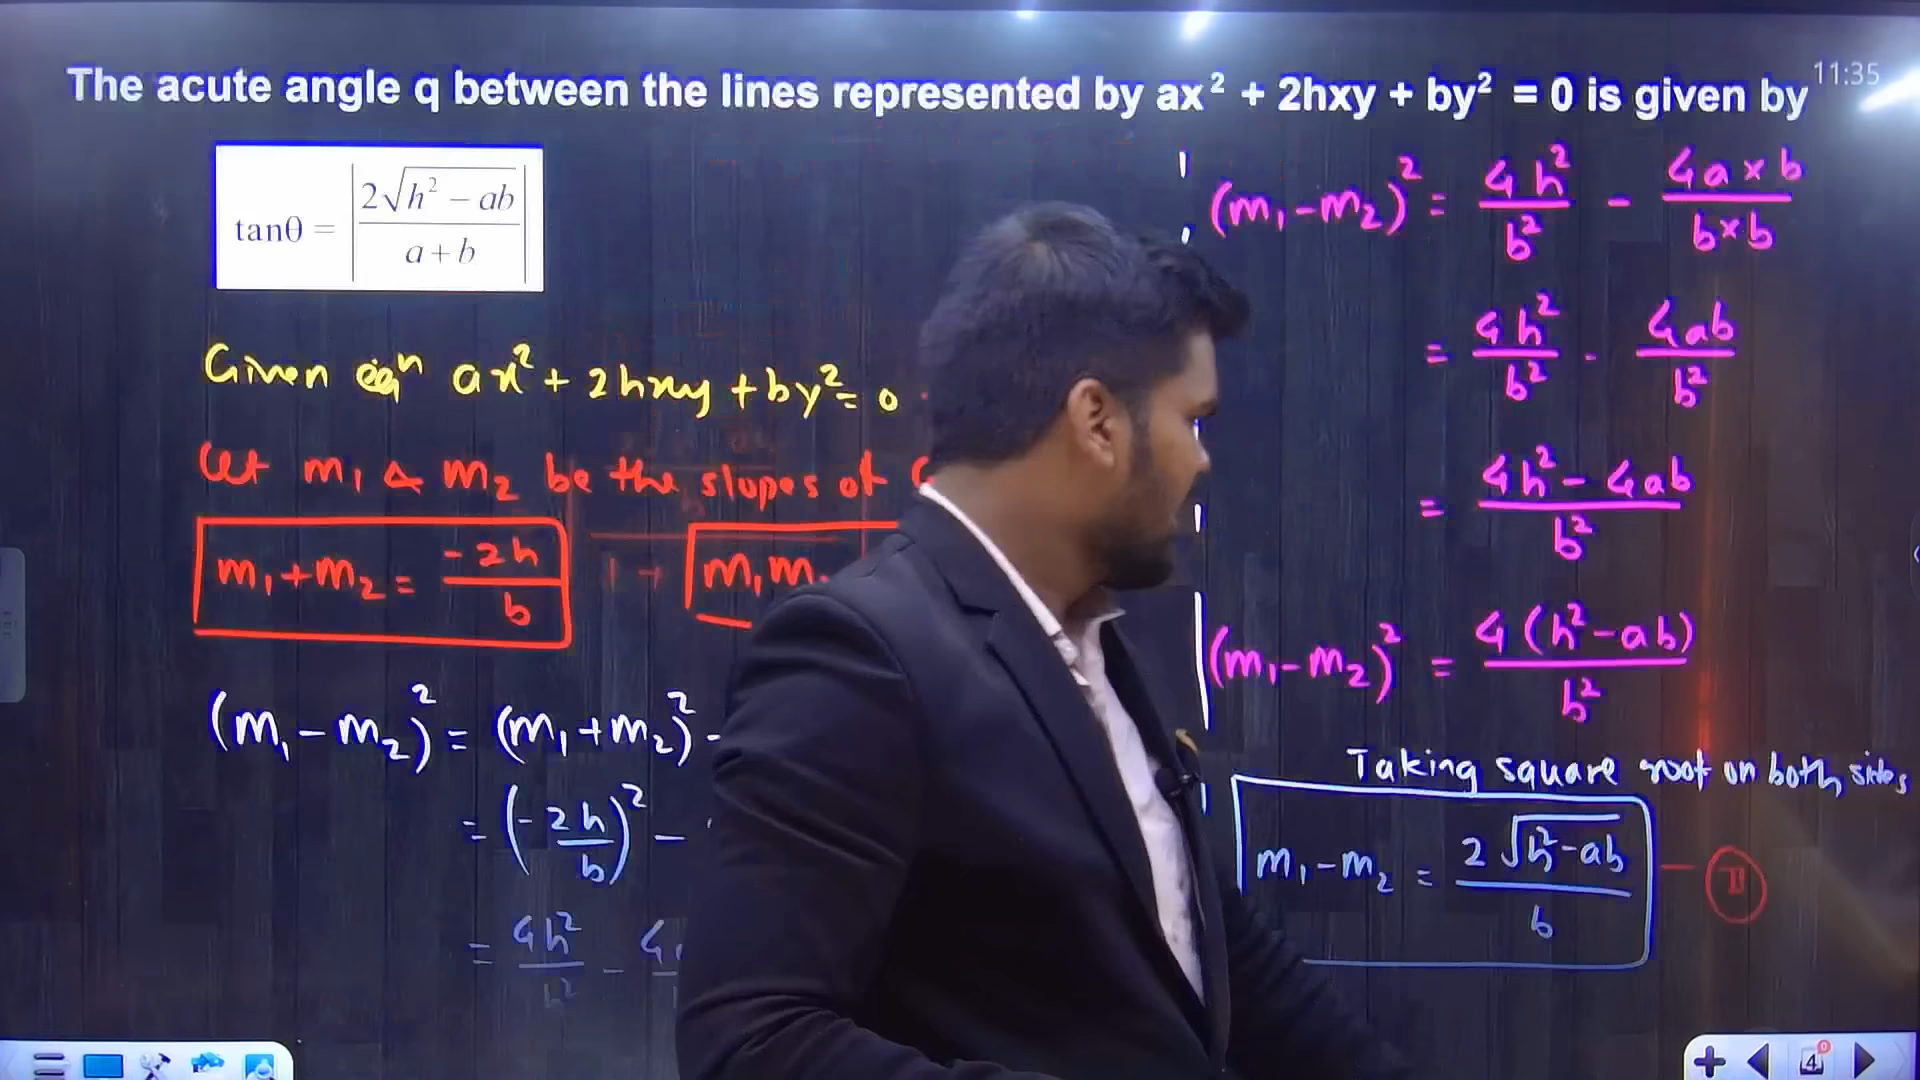 The acute angle q between the lines represented by ax² + 2hxy + by² = 0 is given by
11:35
tanθ = |2√(h² – ab) / (a + b)|
Given eqn ax² + 2hxy + by² = 0
Let m₁ & m₂ be the slopes of
m₁ + m₂ = -2h / b
m₁ m
(m₁ - m₂)² = (m₁ + m₂)² -
= (-2h / b)² -
= 4h² / b² - 4
(m₁ - m₂)² = 4h² / b² - 4a × b / b × b
= 4h² / b² - 4ab / b²
= 4h² - 4ab / b²
(m₁ - m₂)² = 4(h² - ab) / b²
Taking square root on both sides
m₁ - m₂ = 2√(h² - ab) / b - II
4
0